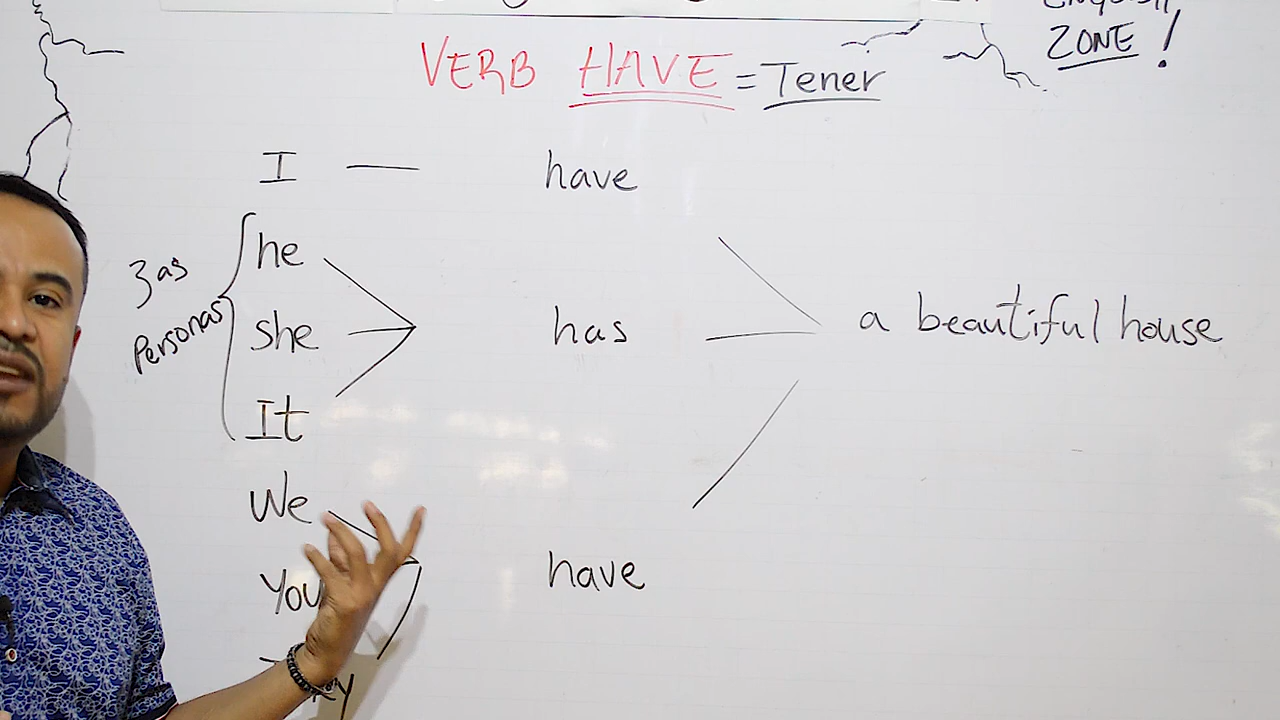 ZONE!
VERB HAVE = Tener
I — have
he
3as
personas
she has a beautiful house
It
We
You have